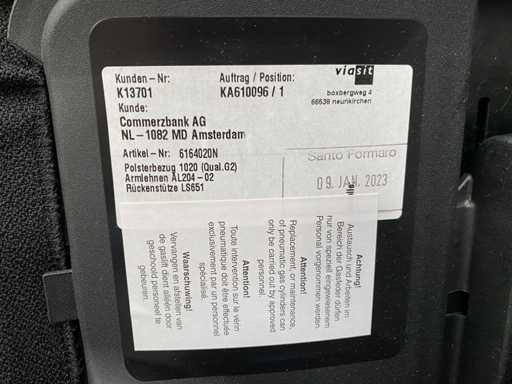 Kunden-Nr:
K13701
Auftrag / Position:
KA610096 / 1
viasit
boxbergweg 4
66538 neunkirchen
Kunde:
Commerzbank AG
NL-1082 MD Amsterdam
Artikel-Nr: 6164020N
Polsterbezug 1020 (Qual.G2)
Armlehnen AL204-02
Rückenstütze LS651
Santo Formaro
09. JAN. 2023
Achtung!
Austausch und Arbeiten im
Bereich der Gasfeder dürfen
nur von speziell eingewiesenem
Personal vorgenommen werden.
Attention!
Replacement, or maintenance,
of pneumatic gas cylinders can
only be carried out by approved
personnel.
Attention!
Toute intervention sur le vérin
pneumatique doit être effectuée
exclusivement par un personnel
spécialisé.
Waarschuwing!
Vervangen en afstellen van
de gaslift dient alléén door
geschoold personeel te
gebeuren.